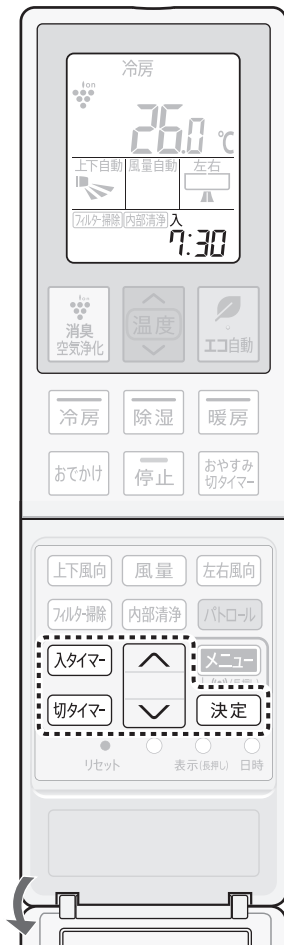 冷房
ion
26.0 ℃
上下自動 風量自動 左右
フィルター掃除 内部清浄 入
7:30
消臭
空気浄化
温度
エコ自動
冷房 除湿 暖房
おでかけ 停止 おやすみ
切タイマー
上下風向 風量 左右風向
フィルター掃除 内部清浄 パトロール
入タイマー メニュー
切タイマー 決定
リセット 表示(長押し) 日時